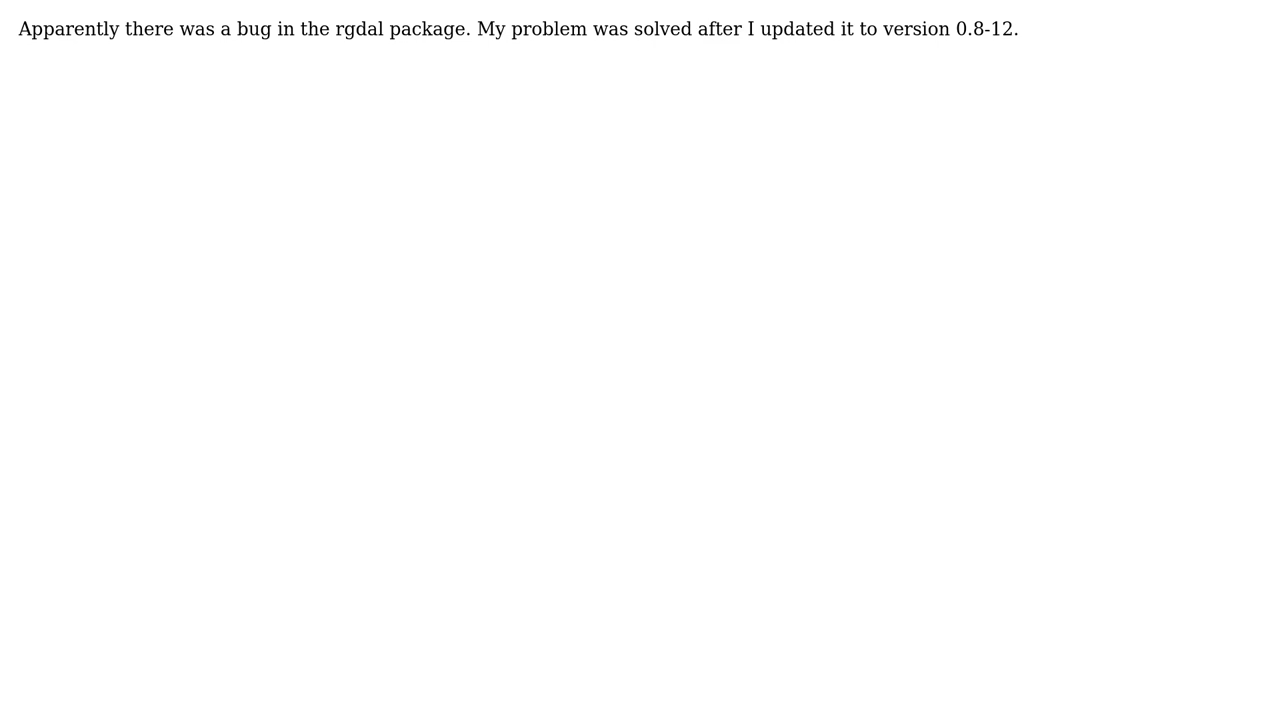 Apparently there was a bug in the rgdal package. My problem was solved after I updated it to version 0.8-12.